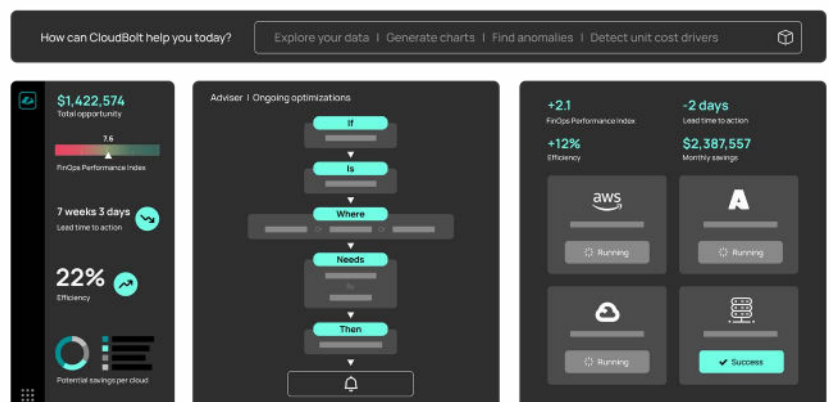 How can CloudBolt help you today?
Explore your data | Generate charts | Find anomalies | Detect unit cost drivers
$1,422,574
Total opportunity
7.6
FinOps Performance Index
7 weeks 3 days
Lead time to action
22%
Efficiency
Potential savings per cloud
Adviser | Ongoing optimizations
If
Is
Where
Or
Or
Needs
Then
+2.1
FinOps Performance Index
-2 days
Lead time to action
+12%
Efficiency
$2,387,557
Monthly savings
aws
Running
Running
Running
Success